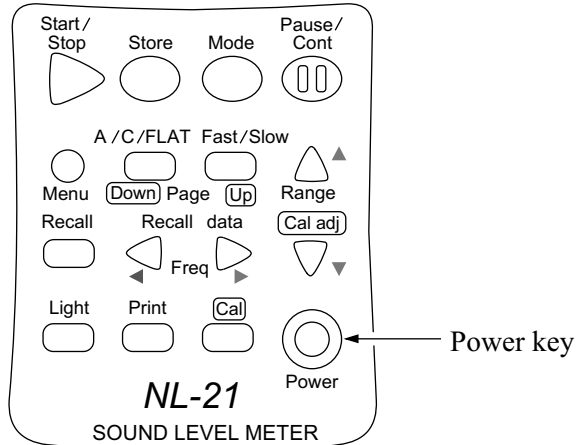 Start/
Stop
Store
Mode
Pause/
Cont
A/C/FLAT
Fast/Slow
Menu
Down
Page
Up
Range
Recall
Recall data
Cal adj
Freq
Light
Print
Cal
Power
Power key
NL-21
SOUND LEVEL METER